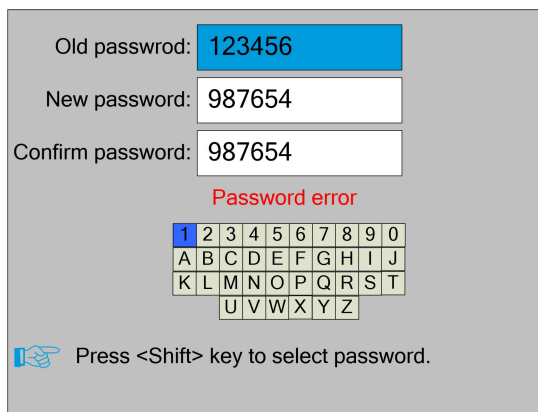 Old passwrod: 123456
New password: 987654
Confirm password: 987654
Password error
1 2 3 4 5 6 7 8 9 0
A B C D E F G H I J
K L M N O P Q R S T
U V W X Y Z
Press <Shift> key to select password.